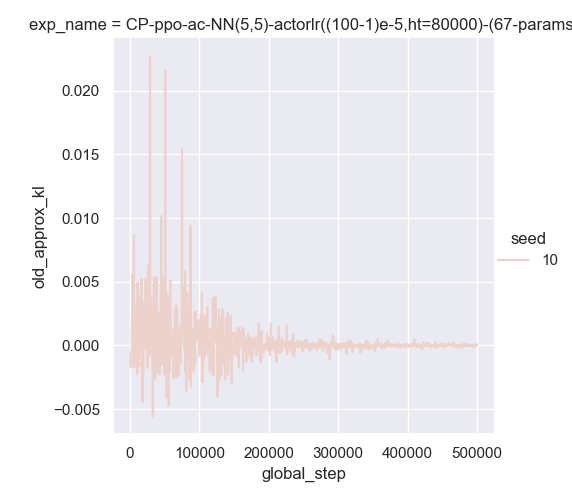 exp_name = CP-ppo-ac-NN(5,5)-actorlr((100-1)e-5,ht=80000)-(67-params
0.020
0.015
0.010
0.005
0.000
−0.005
old_approx_kl
0 100000 200000 300000 400000 500000
global_step
seed
10